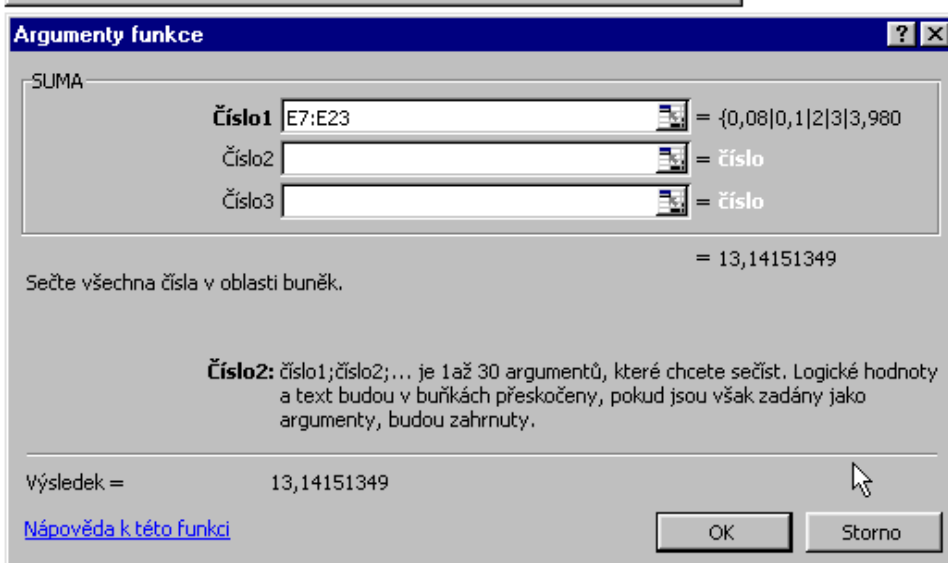 Argumenty funkce
SUMA
Číslo1 E7:E23 = {0,08|0,1|2|3|3,980
Číslo2 = číslo
Číslo3 = číslo
= 13,14151349
Sečte všechna čísla v oblasti buněk.
Číslo2: číslo1;číslo2;... je 1až 30 argumentů, které chcete sečíst. Logické hodnoty
a text budou v buňkách přeskočeny, pokud jsou však zadány jako
argumenty, budou zahrnuty.
Výsledek = 13,14151349
Nápověda k této funkci
OK Storno